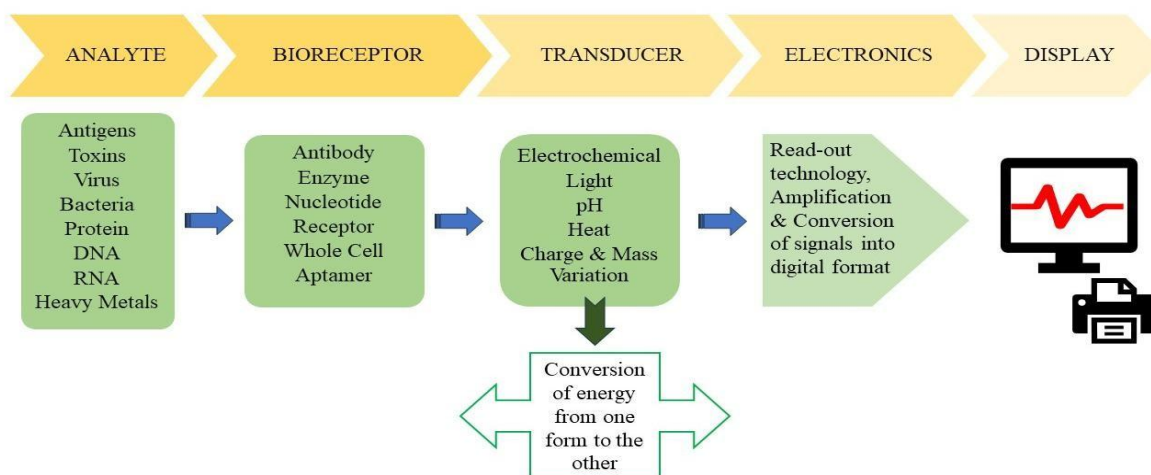 ANALYTE
BIORECEPTOR
TRANSDUCER
ELECTRONICS
DISPLAY
Antigens
Toxins
Virus
Bacteria
Protein
DNA
RNA
Heavy Metals
Antibody
Enzyme
Nucleotide
Receptor
Whole Cell
Aptamer
Electrochemical
Light
pH
Heat
Charge & Mass
Variation
Read-out
technology,
Amplification
& Conversion
of signals into
digital format
Conversion
of energy
from one
form to the
other